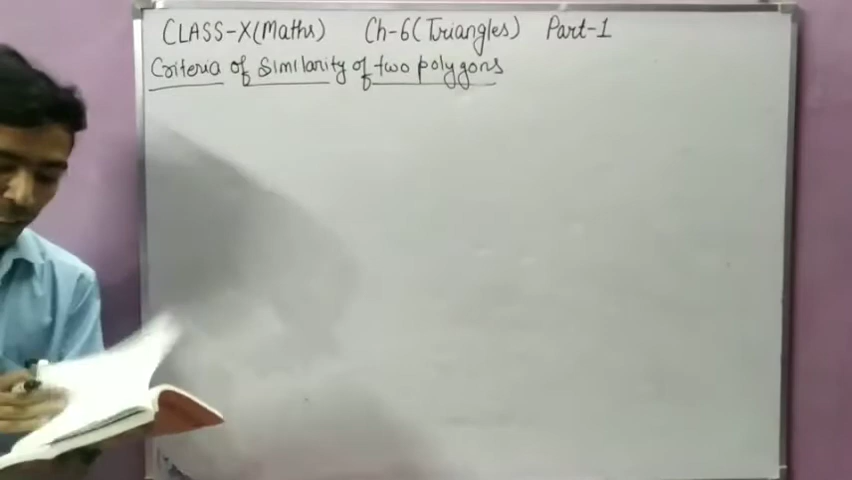 CLASS-X(Maths) Ch-6(Triangles) Part-1
Criteria of Similarity of two polygons